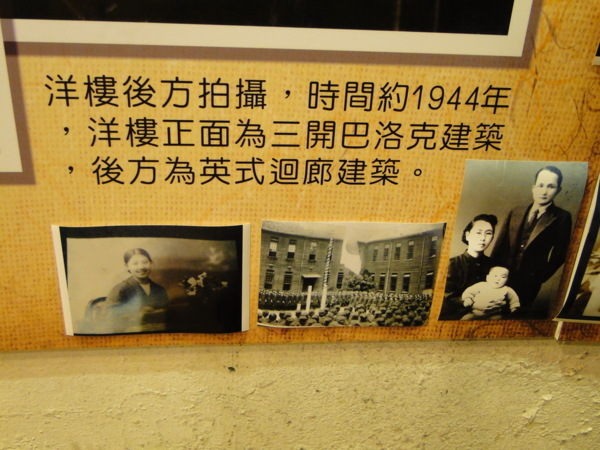 洋樓後方拍攝，時間約1944年
，洋樓正面為三開巴洛克建築
，後方為英式迴廊建築。